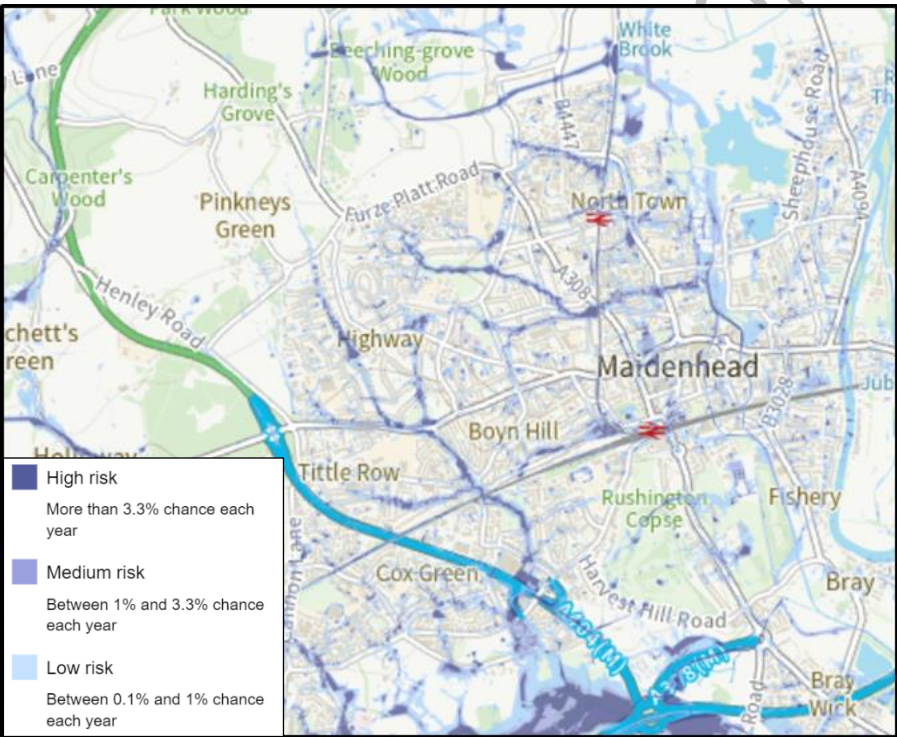 Park Wood
White
Brook
Beeching-grove
Wood
Lane
Harding's
Grove
B4447
Sheephouse Road
R
Th
Carpenter's
Wood
Pinkneys
Green
Furze Platt Road
North Town
A4094
Henley Road
A308
chett's
reen
Highway
Maidenhead
Jub
B3028
Boyn Hill
Tittle Row
Rushington
Copse
Fishery
Cox Green
Harvest Hill Road
Bray
A404(M)
A308(M)
Bray
Wick
Road
High risk
More than 3.3% chance each
year
Medium risk
Between 1% and 3.3% chance
each year
Low risk
Between 0.1% and 1% chance
each year